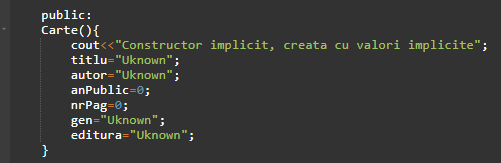 public:
Carte(){
cout<<"Constructor implicit, creata cu valori implicite";
titlu="Uknown";
autor="Uknown";
anPublic=0;
nrPag=0;
gen="Uknown";
editura="Uknown";
}